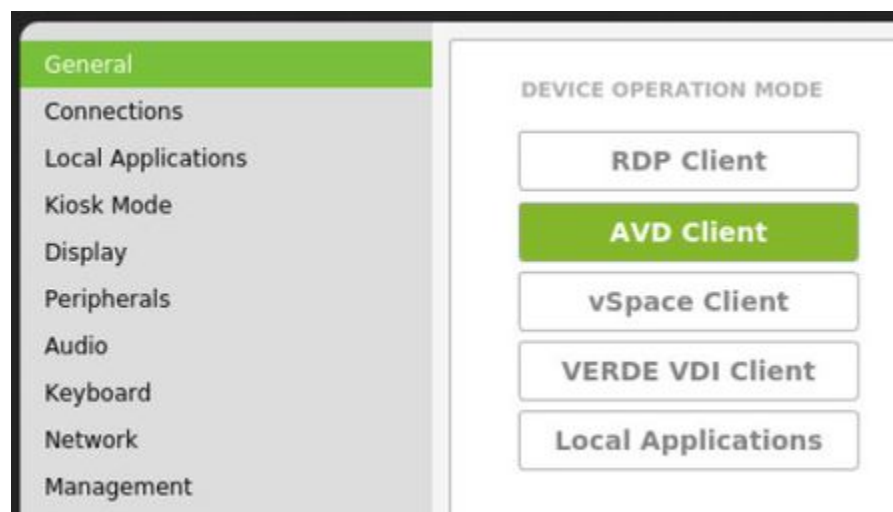 General
Connections
Local Applications
Kiosk Mode
Display
Peripherals
Audio
Keyboard
Network
Management
DEVICE OPERATION MODE
RDP Client
AVD Client
vSpace Client
VERDE VDI Client
Local Applications